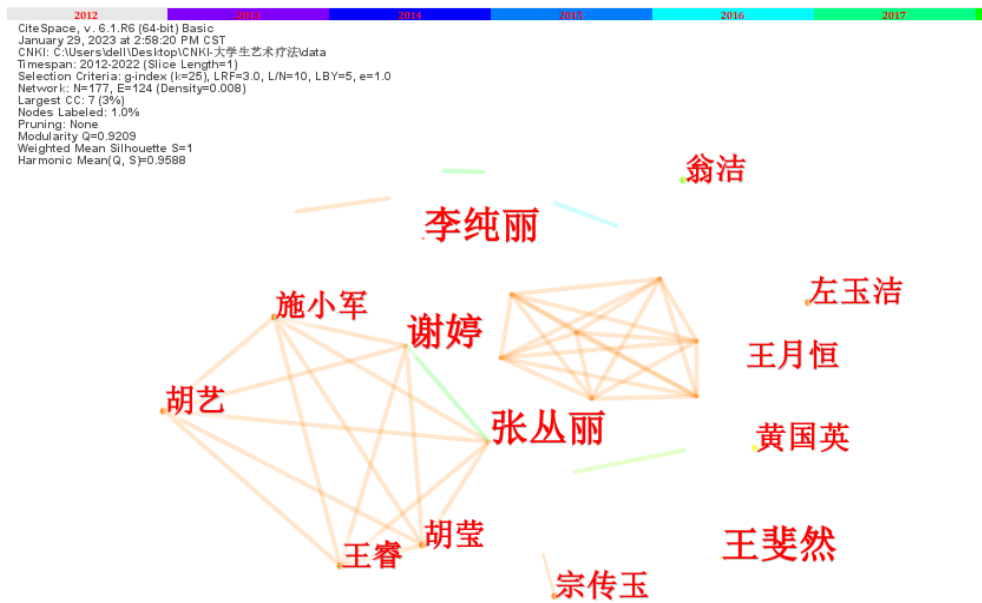 2012 2013 2014 2015 2016 2017
CiteSpace, v. 6.1.R6 (64-bit) Basic
January 29, 2023 at 2:58:20 PM CST
CNKI: C:\Users\dell\Desktop\CNKI-大学生艺术疗法\data
Timespan: 2012-2022 (Slice Length=1)
Selection Criteria: g-index (k=25), LRF=3.0, L/N=10, LBY=5, e=1.0
Network: N=177, E=124 (Density=0.008)
Largest CC: 7 (3%)
Nodes Labeled: 1.0%
Pruning: None
Modularity Q=0.9209
Weighted Mean Silhouette S=1
Harmonic Mean(Q, S)=0.9588
翁洁
李纯丽
左玉洁
施小军
谢婷
王月恒
胡艺
张丛丽
黄国英
胡莹
王斐然
王睿
宗传玉